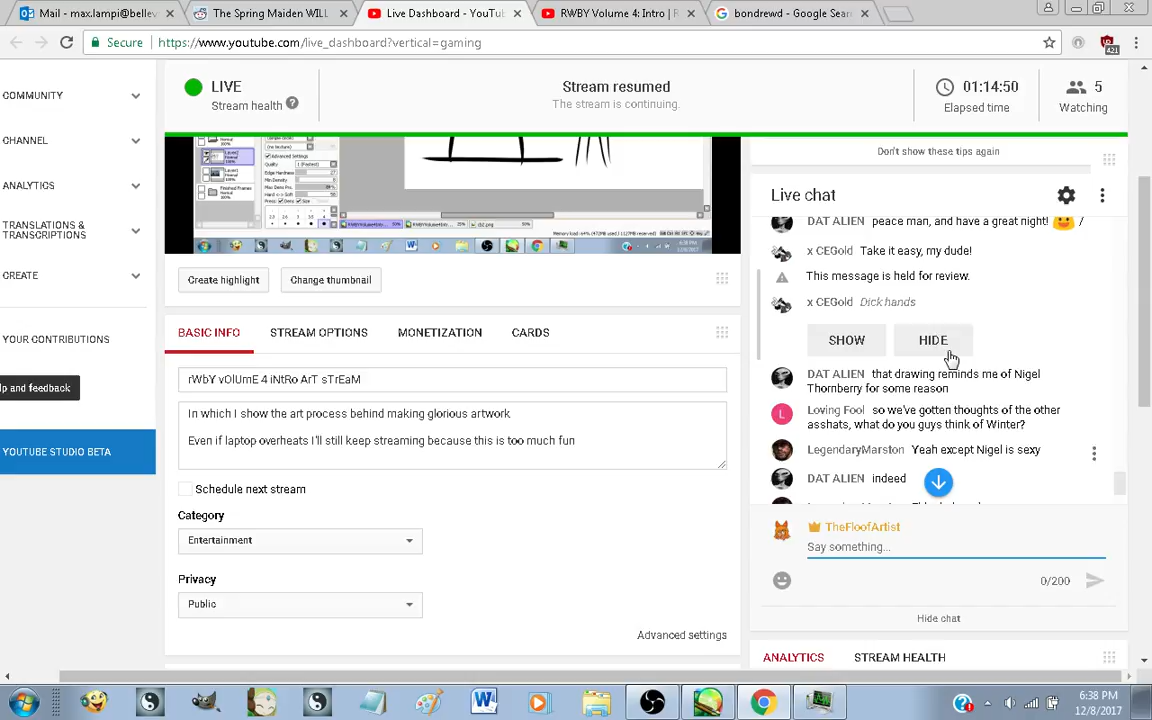 Mail - max.lampi@bellev
The Spring Maiden WILL
Live Dashboard - YouTu
RWBY Volume 4: Intro | R
bondrewd - Google Sear
Secure
https://www.youtube.com/live_dashboard?vertical=gaming
421
COMMUNITY
CHANNEL
ANALYTICS
TRANSLATIONS &
TRANSCRIPTIONS
CREATE
YOUR CONTRIBUTIONS
lp and feedback
YOUTUBE STUDIO BETA
LIVE
Stream health
Stream resumed
The stream is continuing.
01:14:50
Elapsed time
5
Watching
Create highlight
Change thumbnail
BASIC INFO
STREAM OPTIONS
MONETIZATION
CARDS
rWbY vOlUmE 4 iNtRo ArT sTrEaM
In which I show the art process behind making glorious artwork
Even if laptop overheats I'll still keep streaming because this is too much fun
Schedule next stream
Category
Entertainment
Privacy
Public
Advanced settings
Don't show these tips again
Live chat
DAT ALIEN peace man, and have a great night! /
x CEGold Take it easy, my dude!
This message is held for review.
x CEGold Dick hands
SHOW
HIDE
DAT ALIEN that drawing reminds me of Nigel
Thornberry for some reason
Loving Fool so we've gotten thoughts of the other
asshats, what do you guys think of Winter?
LegendaryMarston Yeah except Nigel is sexy
DAT ALIEN indeed
TheFloofArtist
Say something...
0/200
Hide chat
ANALYTICS
STREAM HEALTH
6:38 PM
12/8/2017